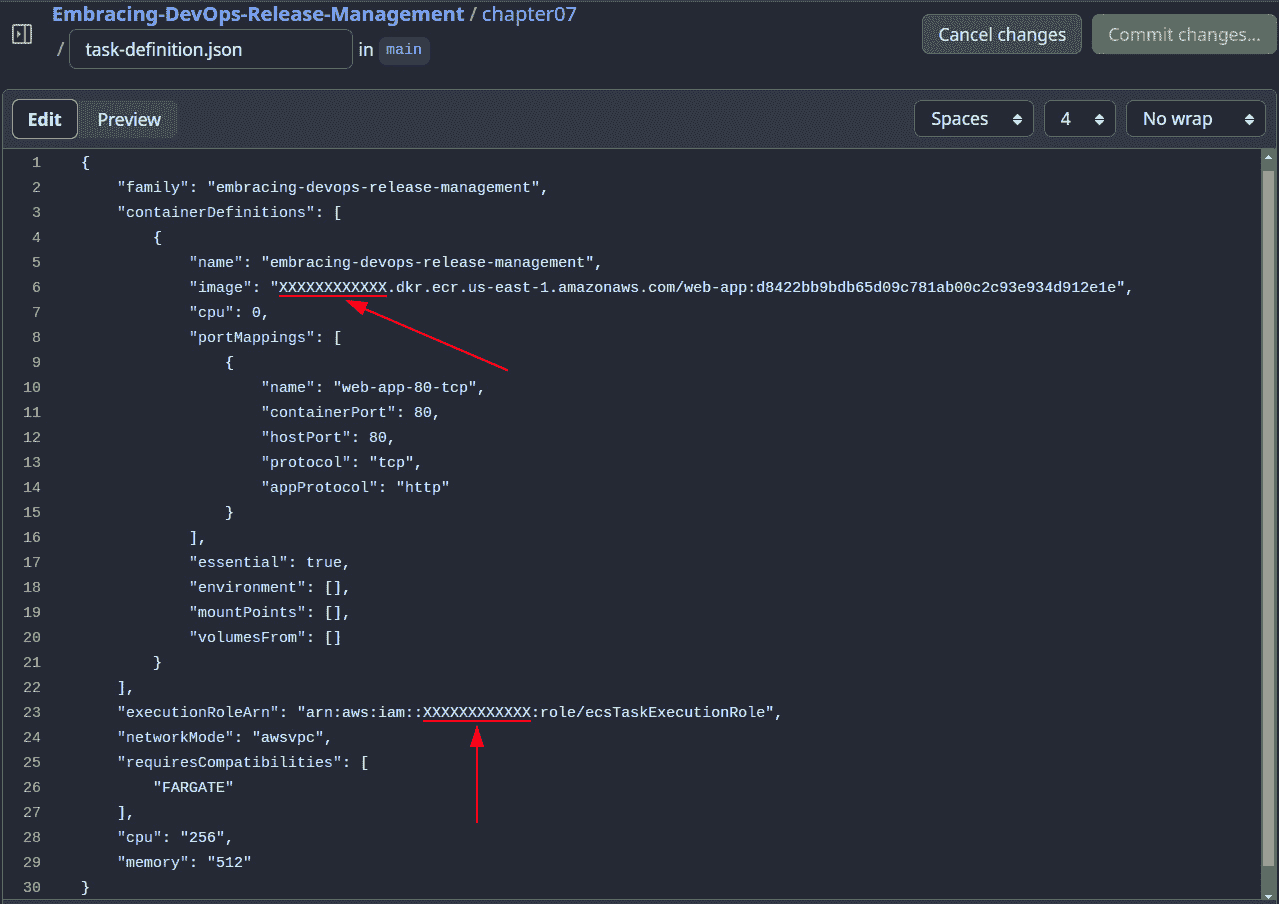 Embracing-DevOps-Release-Management / chapter07
/ task-definition.json in main
Cancel changes
Commit changes...
Edit Preview
Spaces 4 No wrap
1 {
2     "family": "embracing-devops-release-management",
3     "containerDefinitions": [
4         {
5             "name": "embracing-devops-release-management",
6             "image": "XXXXXXXXXXXX.dkr.ecr.us-east-1.amazonaws.com/web-app:d8422bb9bdb65d09c781ab00c2c93e934d912e1e",
7             "cpu": 0,
8             "portMappings": [
9                 {
10                     "name": "web-app-80-tcp",
11                     "containerPort": 80,
12                     "hostPort": 80,
13                     "protocol": "tcp",
14                     "appProtocol": "http"
15                 }
16             ],
17             "essential": true,
18             "environment": [],
19             "mountPoints": [],
20             "volumesFrom": []
21         }
22     ],
23     "executionRoleArn": "arn:aws:iam::XXXXXXXXXXXX:role/ecsTaskExecutionRole",
24     "networkMode": "awsvpc",
25     "requiresCompatibilities": [
26         "FARGATE"
27     ],
28     "cpu": "256",
29     "memory": "512"
30 }